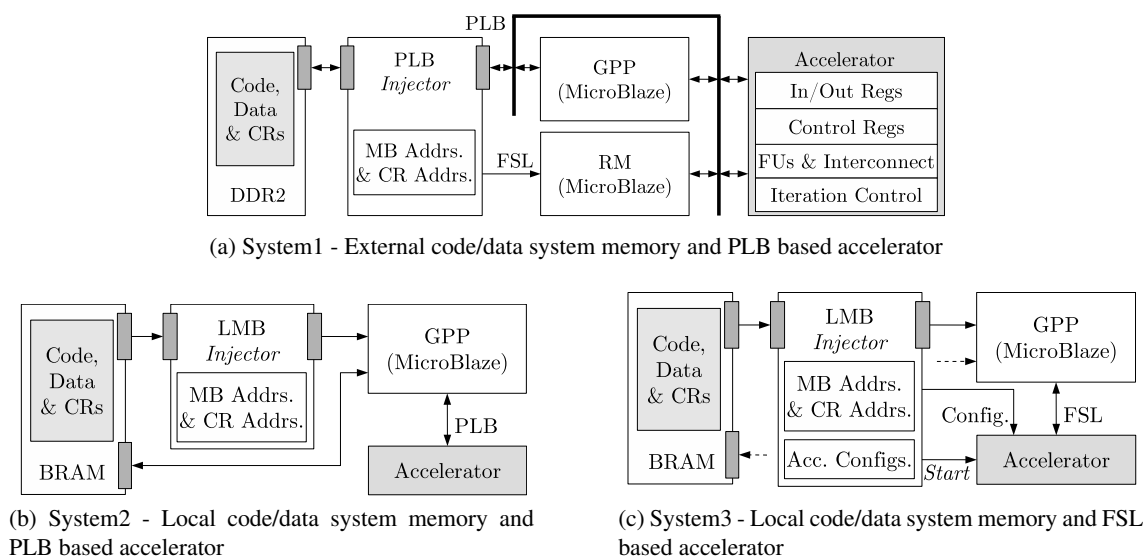 PLB
Code,
Data
& CRs
DDR2
PLB
Injector
MB Addrs.
& CR Addrs.
FSL
GPP
(MicroBlaze)
RM
(MicroBlaze)
Accelerator
In/Out Regs
Control Regs
FUs & Interconnect
Iteration Control
(a) System1 - External code/data system memory and PLB based accelerator
Code,
Data
& CRs
BRAM
LMB
Injector
MB Addrs.
& CR Addrs.
GPP
(MicroBlaze)
PLB
Accelerator
(b) System2 - Local code/data system memory and
PLB based accelerator
Code,
Data
& CRs
BRAM
LMB
Injector
MB Addrs.
& CR Addrs.
Acc. Configs.
GPP
(MicroBlaze)
Config.
FSL
Start
Accelerator
(c) System3 - Local code/data system memory and FSL
based accelerator